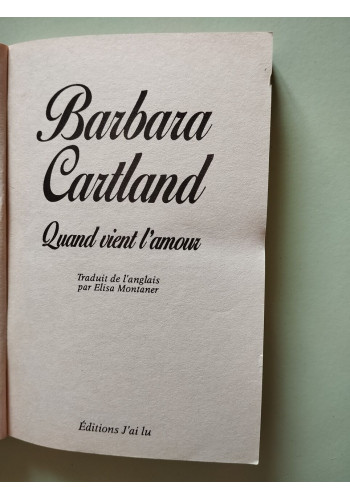 Barbara
Cartland
Quand vient l'amour
Traduit de l'anglais
par Elisa Montaner
Éditions J'ai lu